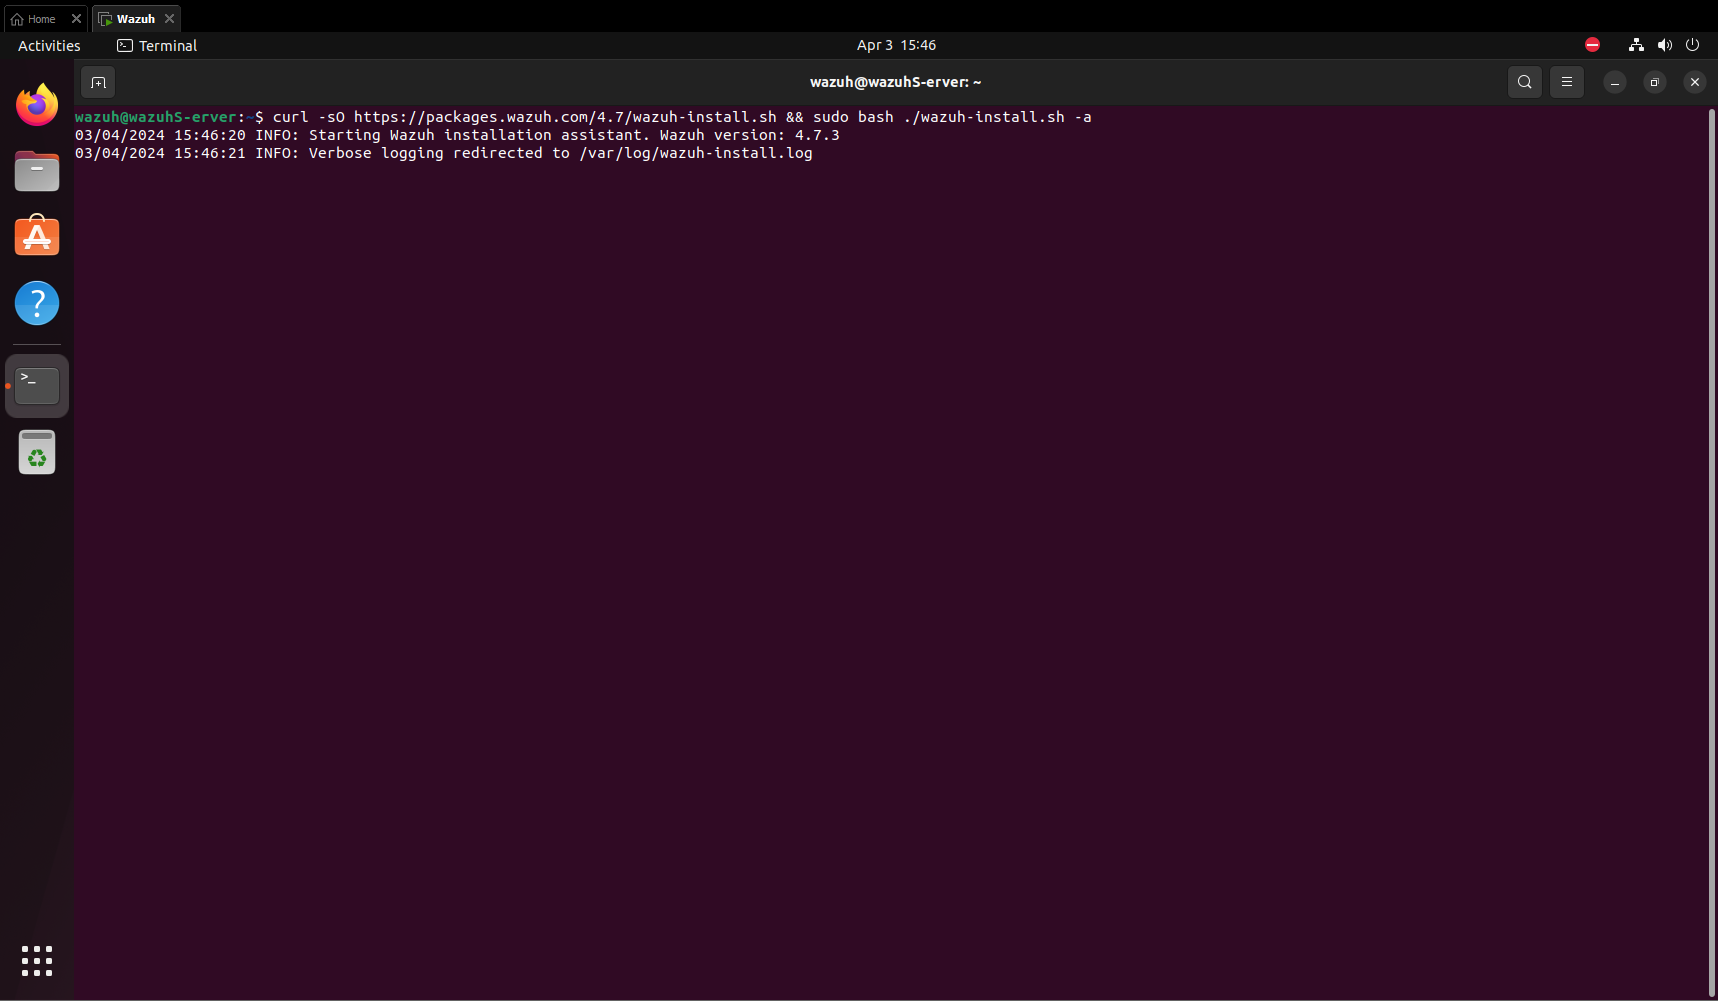 Home
Wazuh
Activities
Terminal
Apr 3 15:46
wazuh@wazuhS-erver: ~
wazuh@wazuhS-erver:~$ curl -sO https://packages.wazuh.com/4.7/wazuh-install.sh && sudo bash ./wazuh-install.sh -a
03/04/2024 15:46:20 INFO: Starting Wazuh installation assistant. Wazuh version: 4.7.3
03/04/2024 15:46:21 INFO: Verbose logging redirected to /var/log/wazuh-install.log